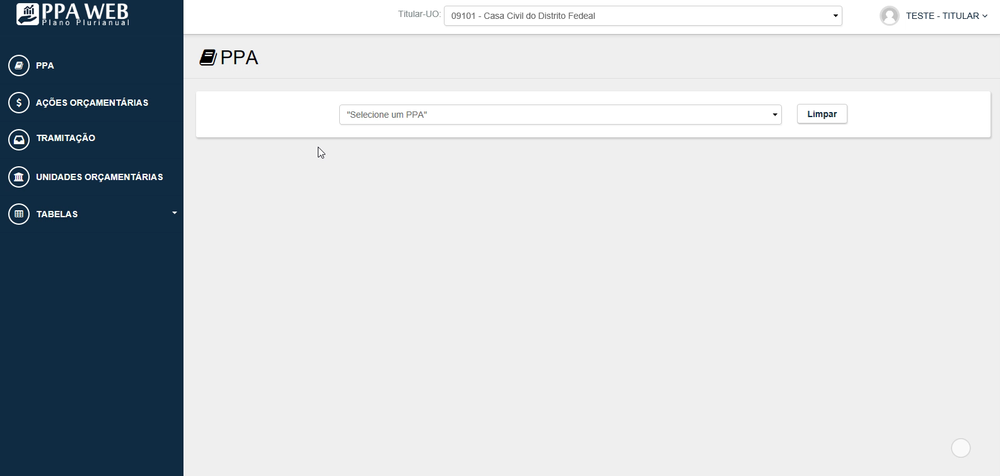 PPA WEB
Plano Plurianual
Titular-UO:
09101 - Casa Civil do Distrito Fedeal
TESTE - TITULAR
PPA
AÇÕES ORÇAMENTÁRIAS
TRAMITAÇÃO
UNIDADES ORÇAMENTÁRIAS
TABELAS
PPA
"Selecione um PPA"
Limpar